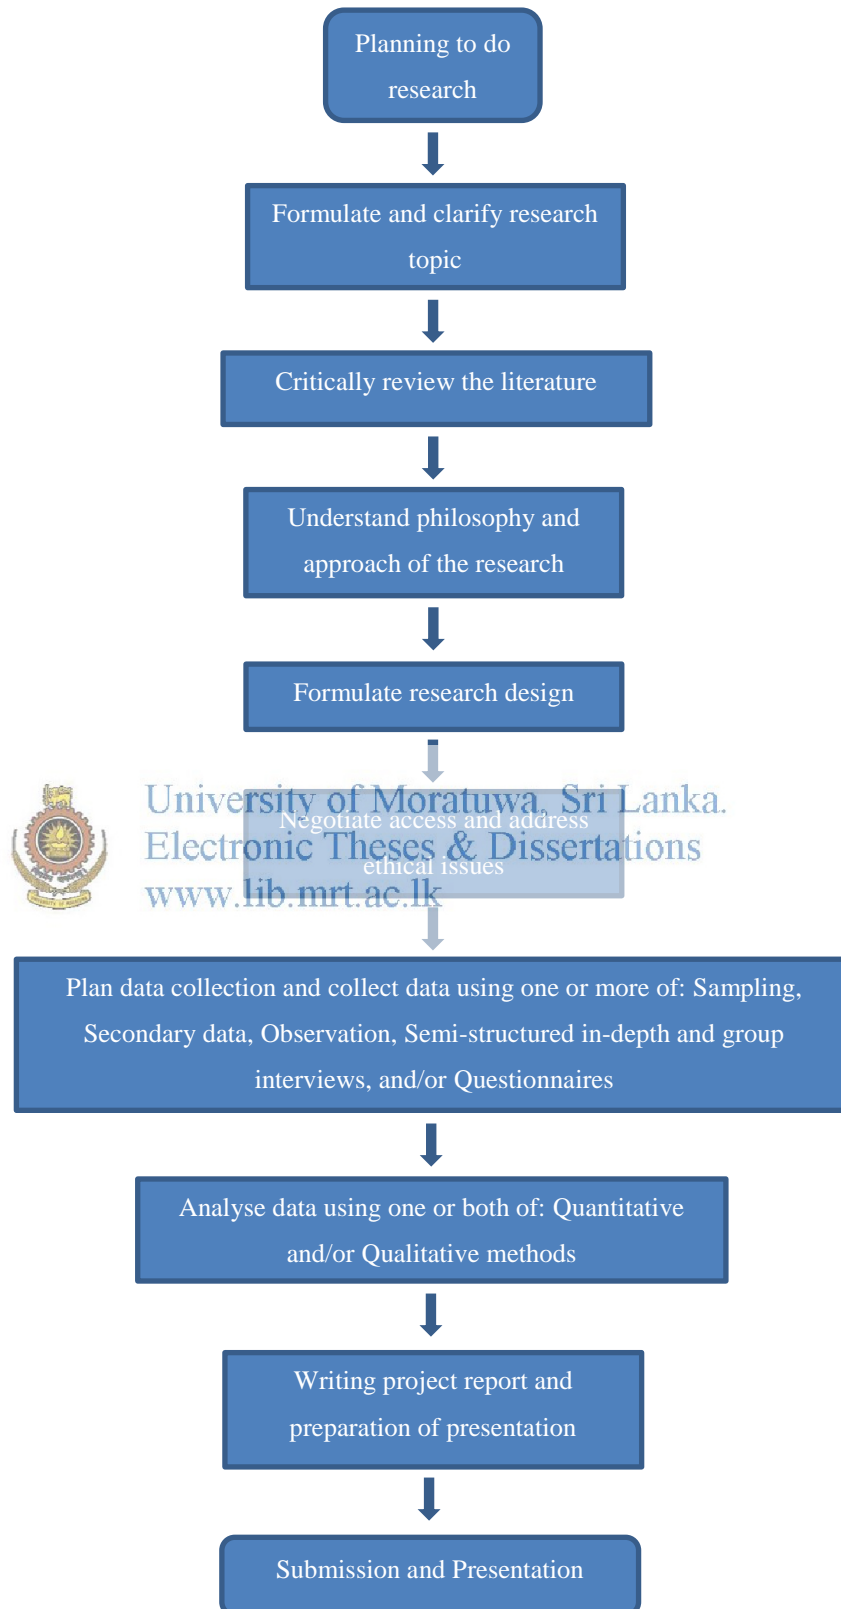 Planning to do
research
Formulate and clarify research
topic
Critically review the literature
Understand philosophy and
approach of the research
Formulate research design
University of Moratuwa, Sri Lanka.
Electronic Theses & Dissertations
www.lib.mrt.ac.lk
Negotiate access and address
ethical issues
Plan data collection and collect data using one or more of: Sampling,
Secondary data, Observation, Semi-structured in-depth and group
interviews, and/or Questionnaires
Analyse data using one or both of: Quantitative
and/or Qualitative methods
Writing project report and
preparation of presentation
Submission and Presentation